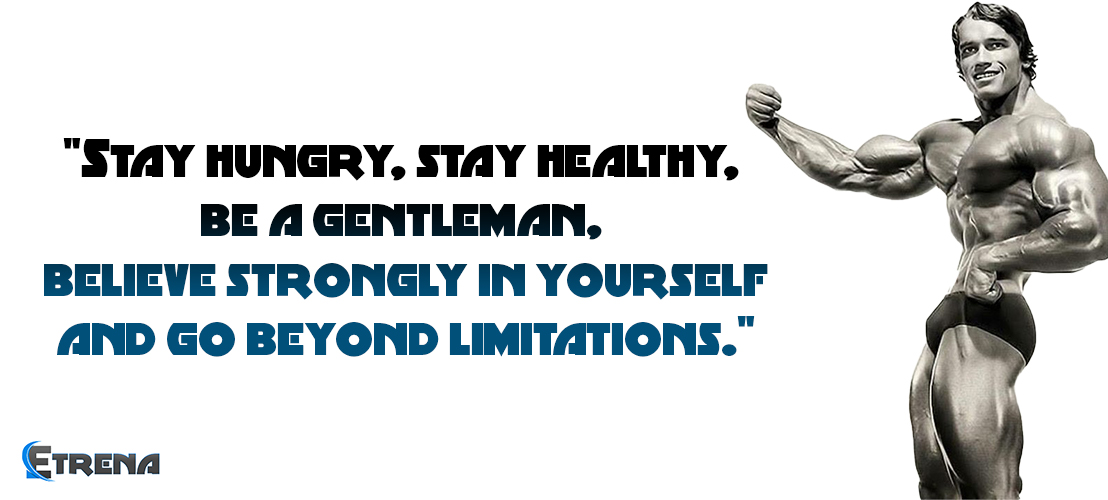 "Stay hungry, stay healthy,
be a gentleman,
believe strongly in yourself
and go beyond limitations."
Etrena